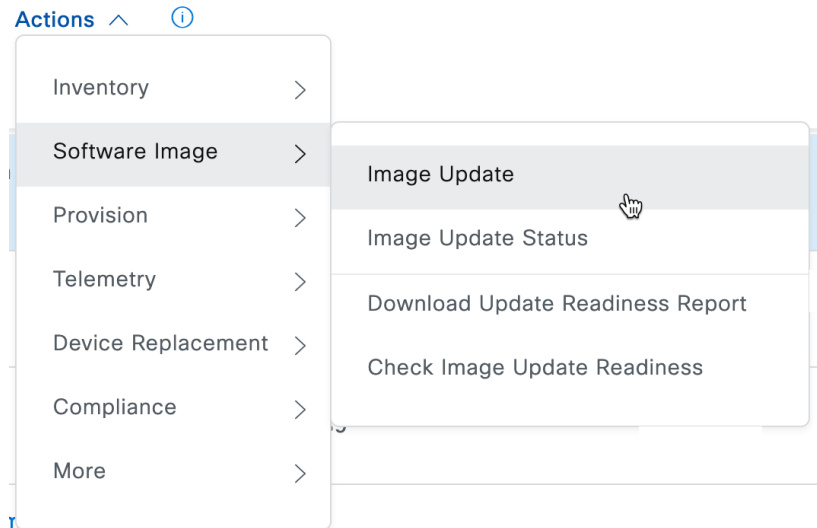 Actions
Inventory
Software Image
Provision
Telemetry
Device Replacement
Compliance
More
Image Update
Image Update Status
Download Update Readiness Report
Check Image Update Readiness